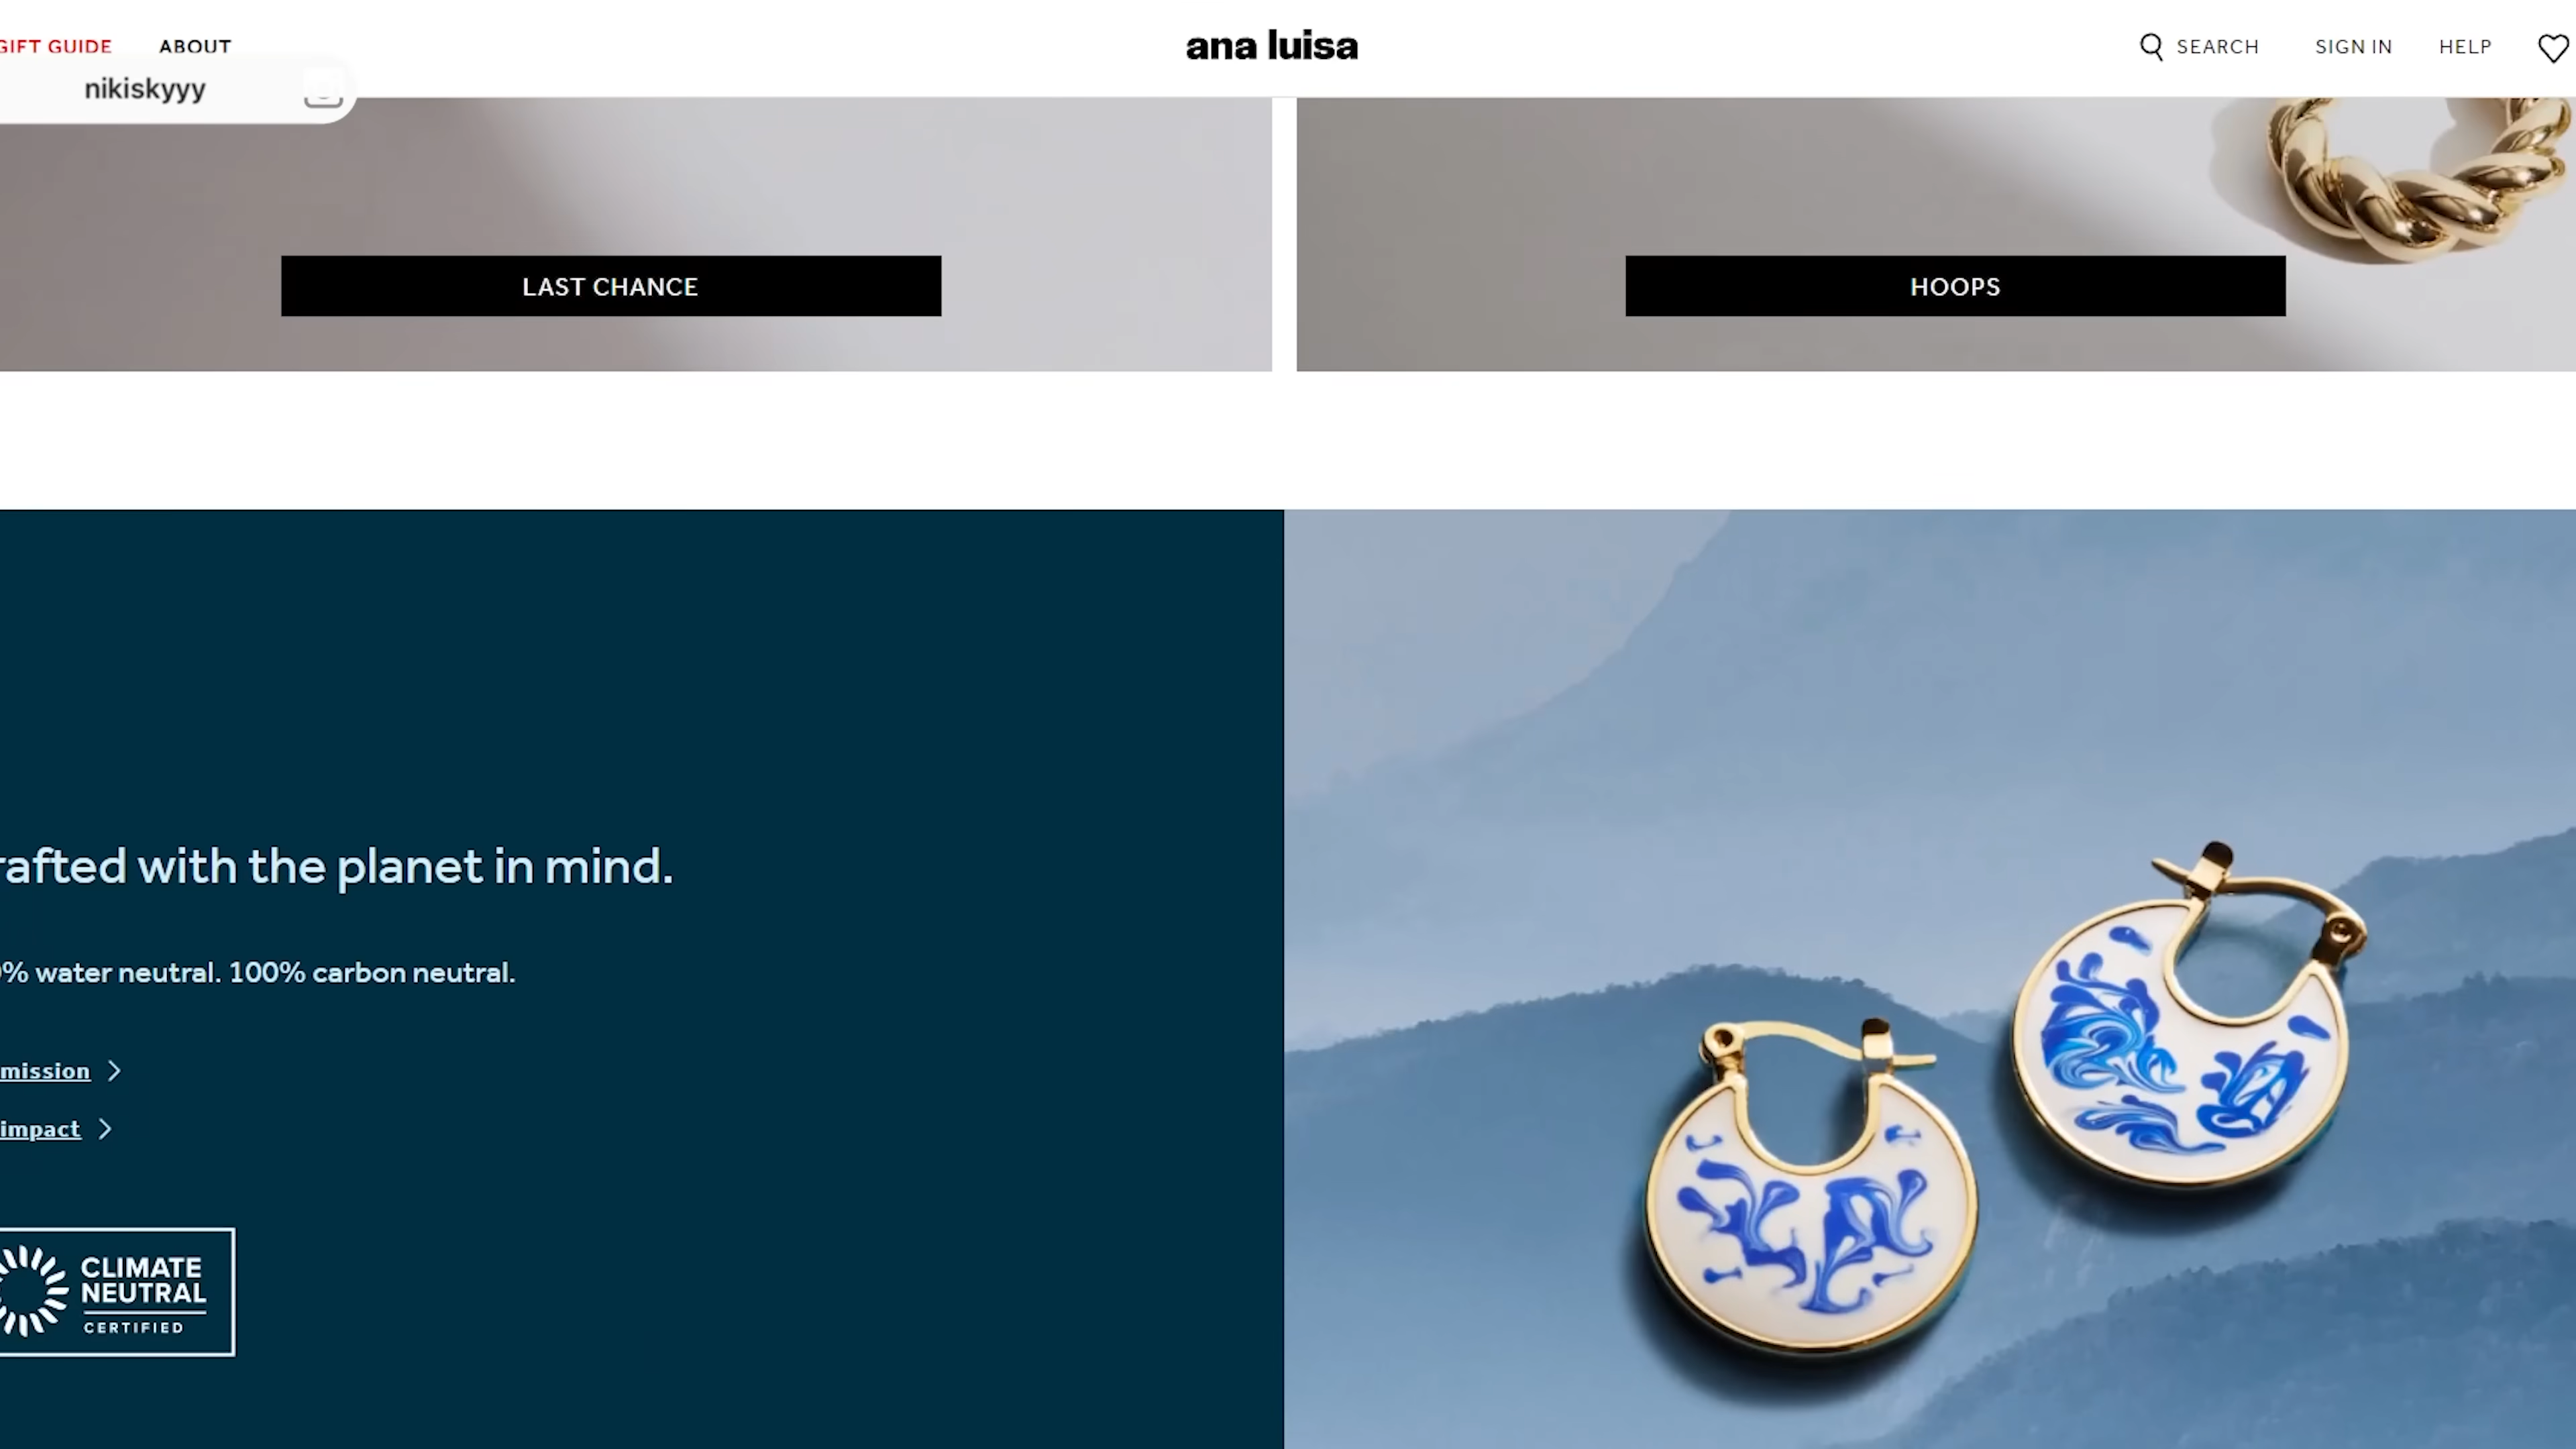 GIFT GUIDE ABOUT ana luisa SEARCH SIGN IN HELP
nikiskyyy
LAST CHANCE HOOPS
rafted with the planet in mind.
% water neutral. 100% carbon neutral.
mission
impact
CLIMATE
NEUTRAL
CERTIFIED